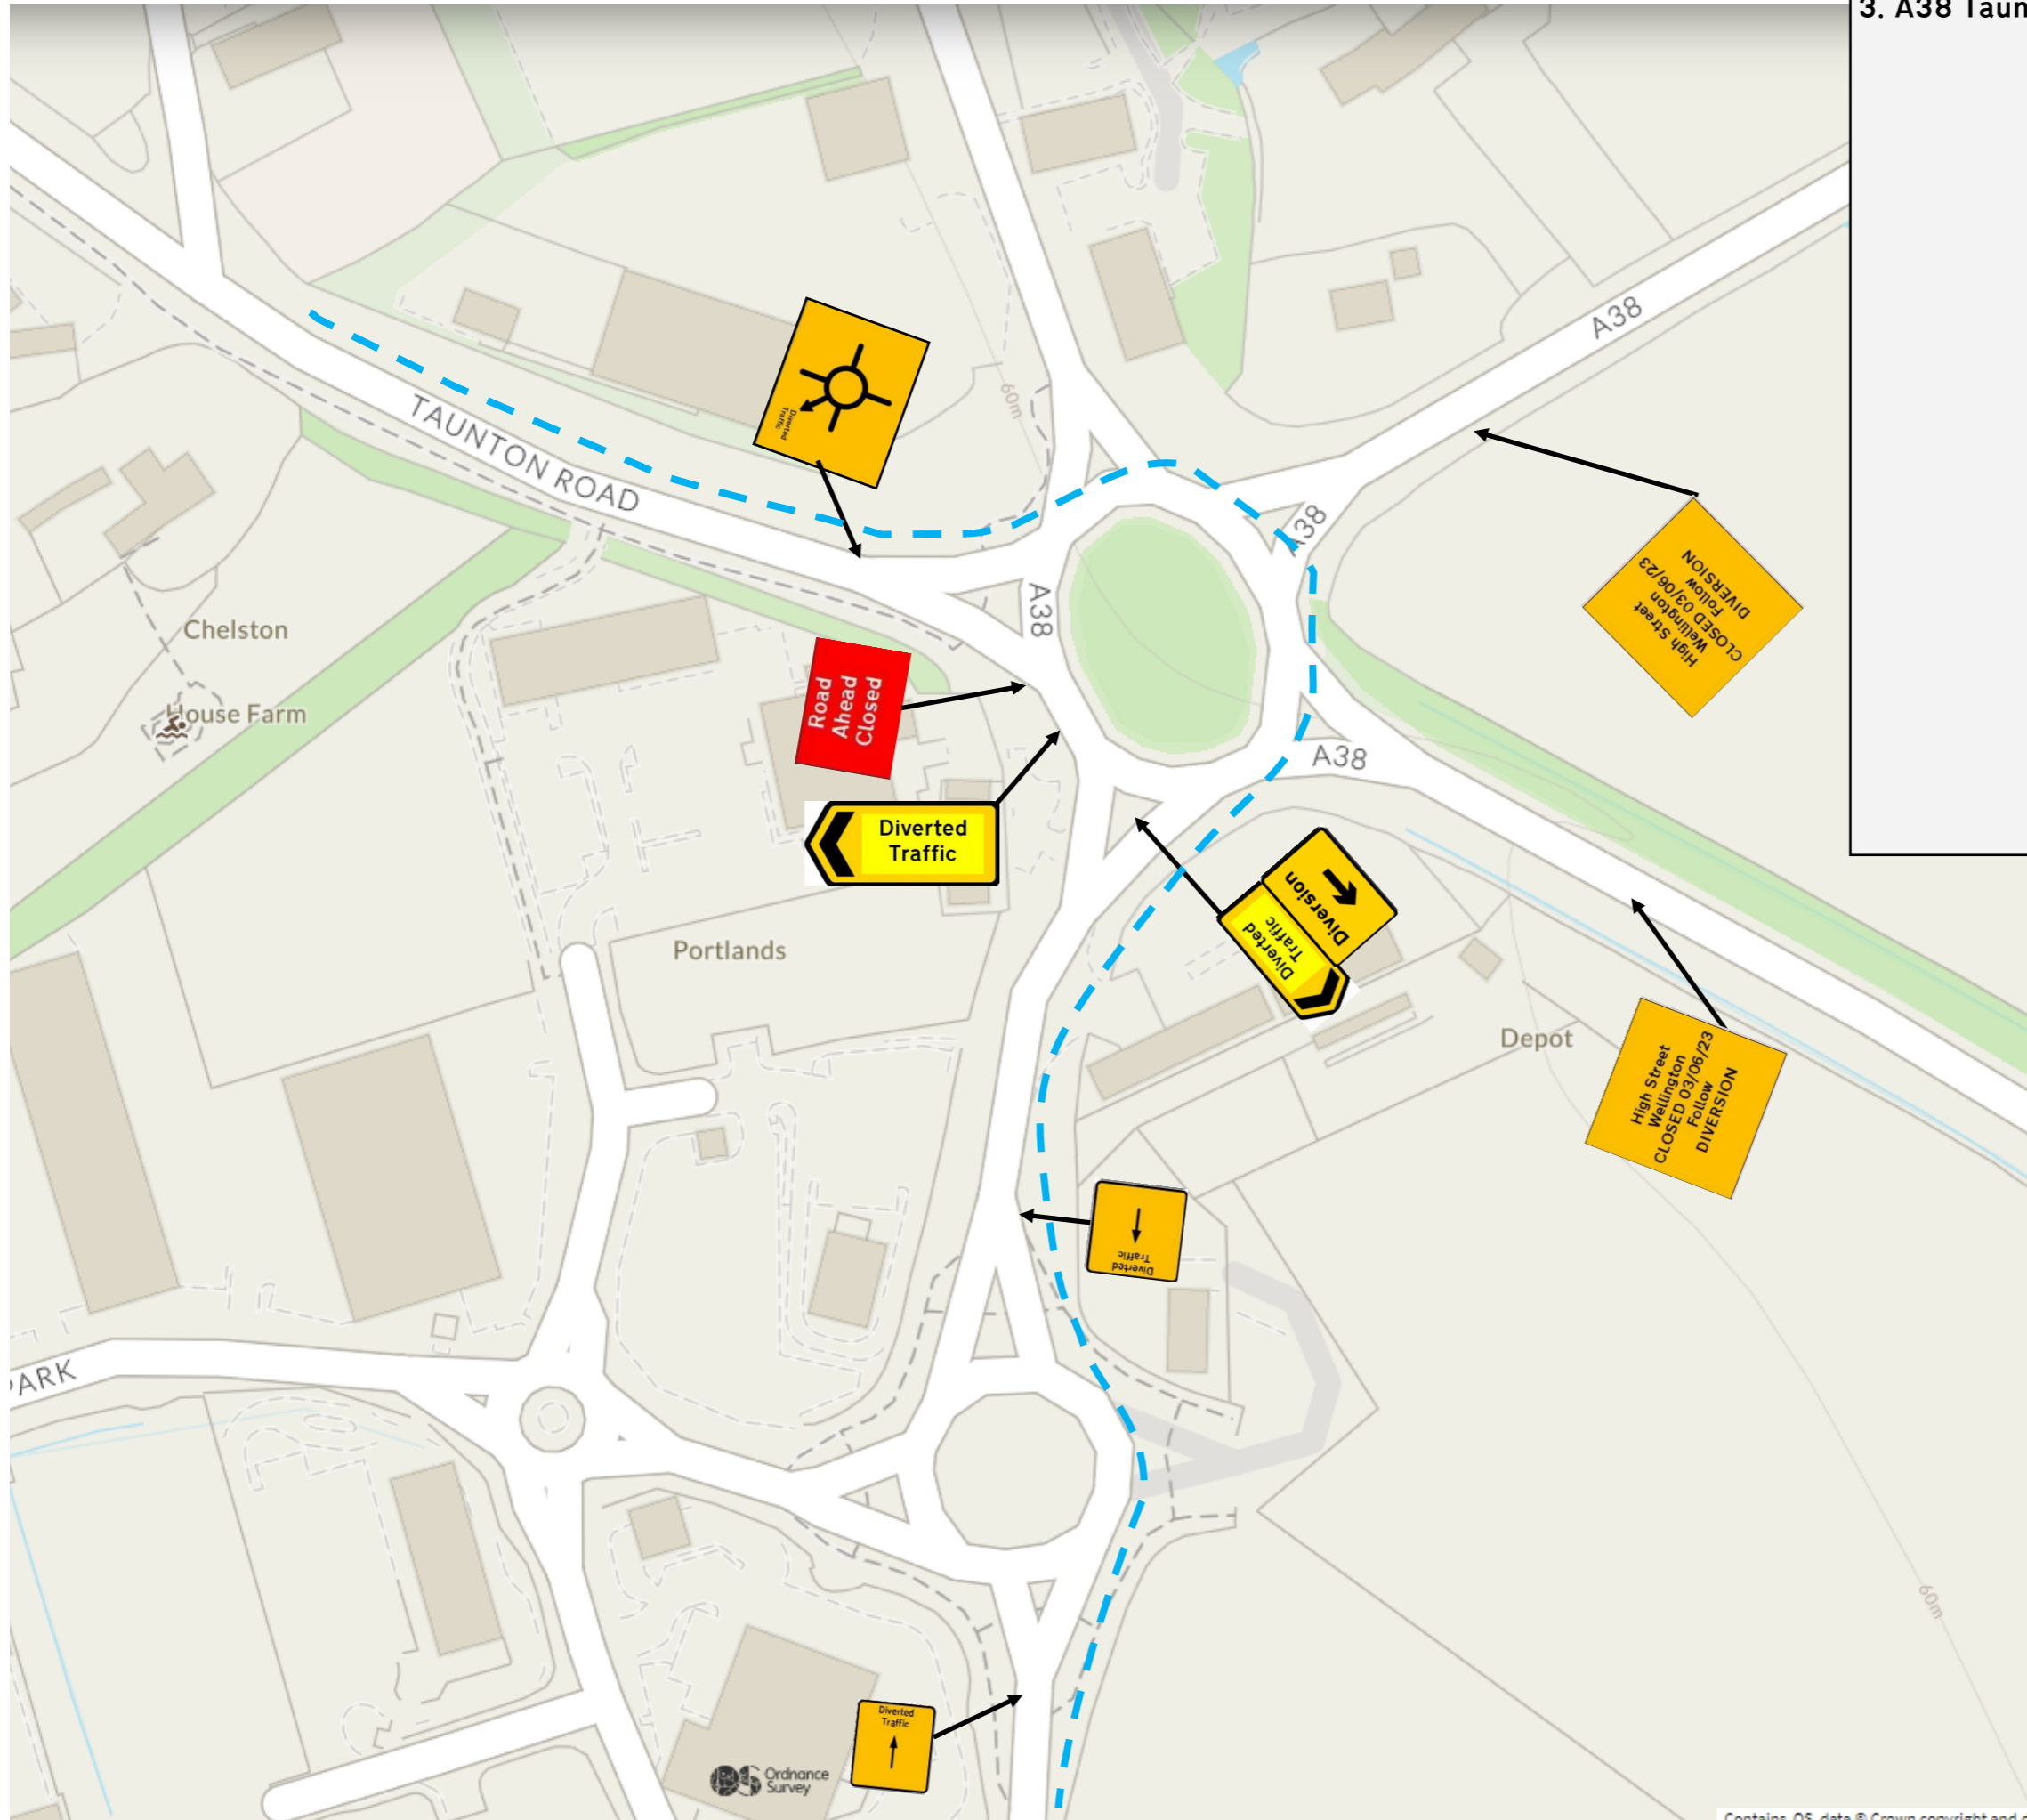 3. A38 Taun
A38
60m
TAUNTON ROAD
Diverted
Traffic
A38
A38
High Street
Wellington
CLOSED 03/06/23
Follow
DIVERSION
Chelston
House Farm
Road
Ahead
Closed
A38
Diverted
Traffic
Diversion
Diverted
Traffic
Portlands
Depot
High Street
Wellington
CLOSED 03/06/23
Follow
DIVERSION
Diverted
Traffic
PARK
60m
Diverted
Traffic
OS Ordnance
Survey
Contains OS data © Crown copyright and